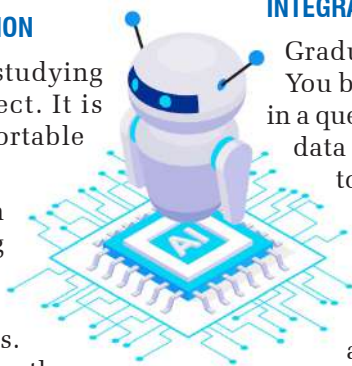 ION
studying
ect. It is
ortable
g
s.
INTEGRA
Gradu
You b
in a que
data
to
a
AI